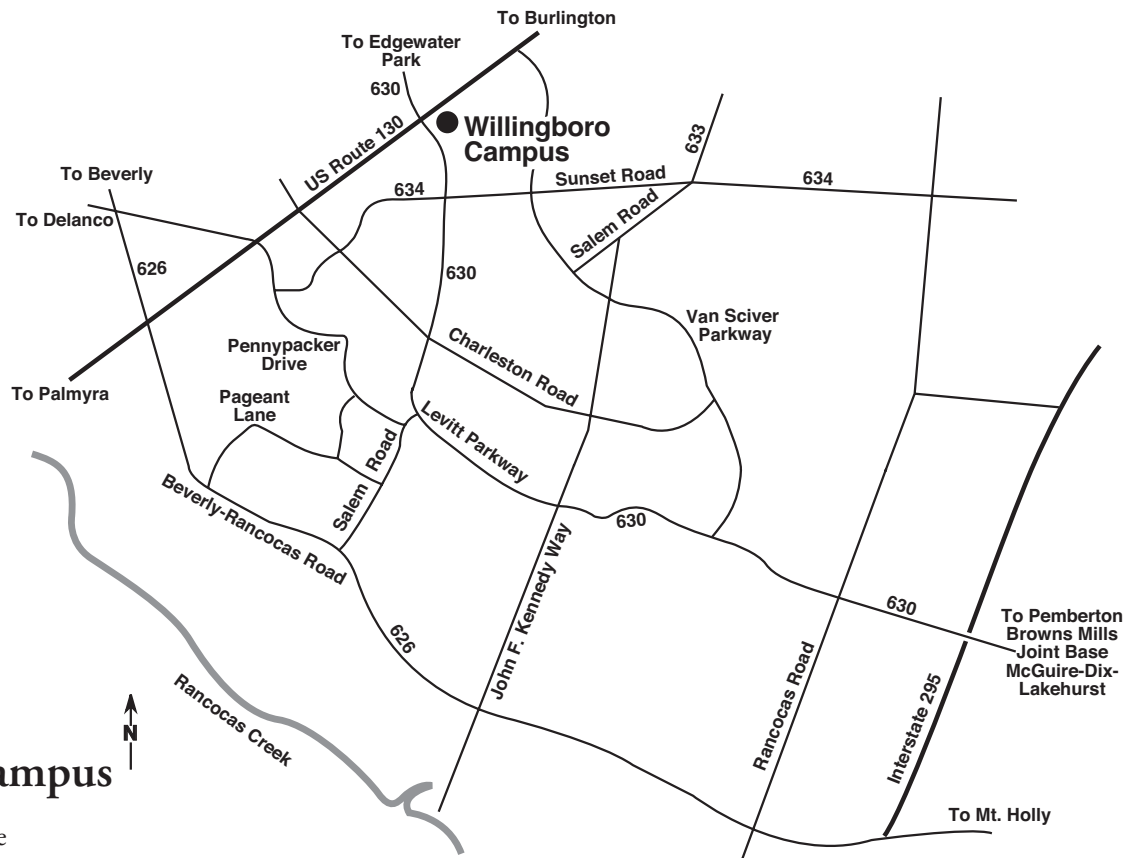 To Burlington
To Edgewater
Park
630
US Route 130
Willingboro
Campus
633
To Beverly
634
Sunset Road
634
To Delanco
Salem Road
626
630
Van Sciver
Parkway
Pennypacker
Drive
Charleston Road
To Palmyra
Pageant
Lane
Levitt Parkway
Salem Road
Beverly-Rancocas Road
630
John F. Kennedy Way
630
To Pemberton
Browns Mills
Joint Base
McGuire-Dix-
Lakehurst
626
Rancocas Road
Interstate 295
Rancocas Creek
N
ampus
To Mt. Holly
e